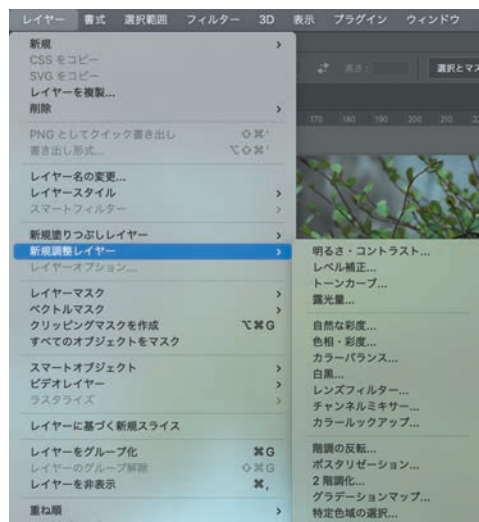 レイヤー 書式 選択範囲 フィルター 3D 表示 プラグイン ウィンドウ
新規 >
CSS をコピー
SVG をコピー
レイヤーを複製...
削除 >
PNG としてクイック書き出し ⇧⌘'
書き出し形式... ⌥⇧⌘'
レイヤー名の変更...
レイヤースタイル >
スマートフィルター >
新規塗りつぶしレイヤー >
新規調整レイヤー >
レイヤーオプション...
レイヤーマスク >
ベクトルマスク >
クリッピングマスクを作成 ⌥⌘G
すべてのオブジェクトをマスク
スマートオブジェクト >
ビデオレイヤー >
ラスタライズ >
レイヤーに基づく新規スライス
レイヤーをグループ化 ⌘G
レイヤーのグループ解除 ⇧⌘G
レイヤーを非表示 ⌘,
重ね順 >
高さ: 選択とマス
170 180 190 200 210 22
明るさ・コントラスト...
レベル補正...
トーンカーブ...
露光量...
自然な彩度...
色相・彩度...
カラーバランス...
白黒...
レンズフィルター...
チャンネルミキサー...
カラールックアップ...
階調の反転...
ポスタリゼーション...
2 階調化...
グラデーションマップ...
特定色域の選択...